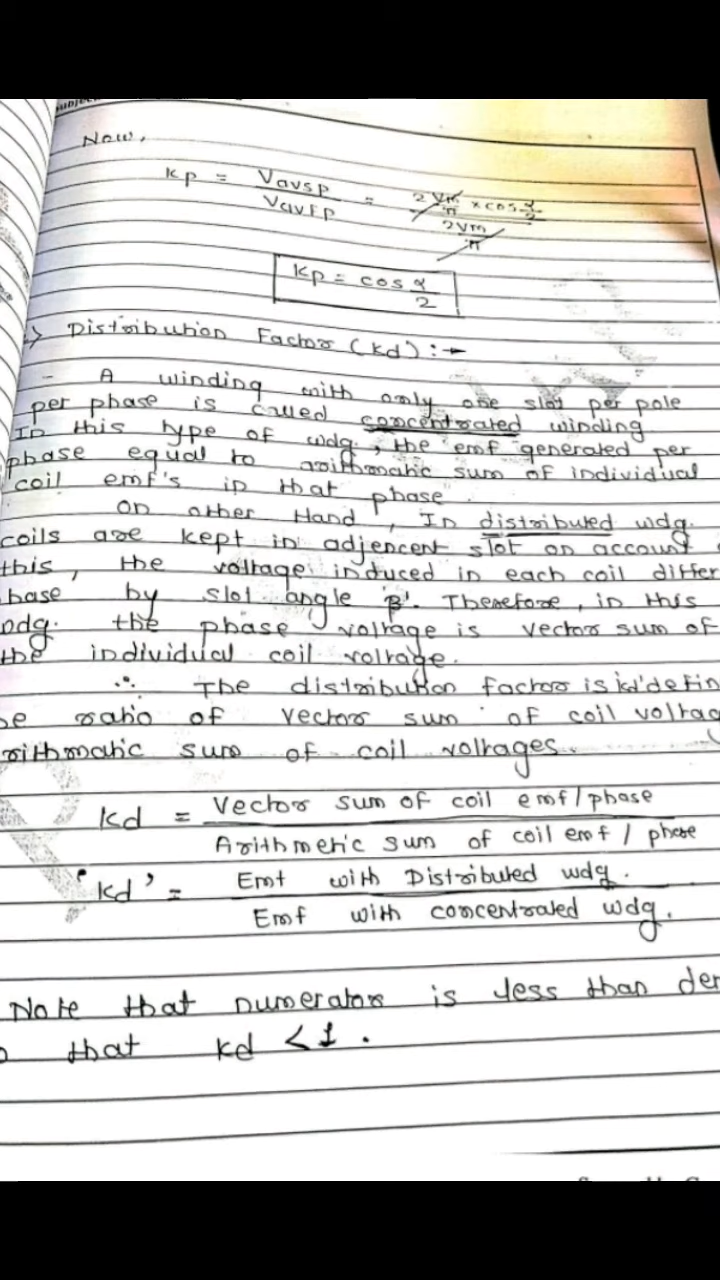 Now,
Kp = Vavsp / VavFp = 2Vm/π × cos α/2 / 2Vm/π
Kp = cos α/2
Distribution Factor (Kd) :→
- A winding with only one slot per pole
per phase is called concentrated winding
In this type of wdg, the emf generated per
phase equal to arithmatic sum of individual
coil emf's in that phase.
On other Hand, In distributed wdg.
coils are kept in adjencent slot on account
this, the voltage induced in each coil differ
hase by slot angle 'β'. Therefore, in this
wdg. the phase voltage is vector sum of
the individual coil voltage.
∴ The distribution factor is defin
ratio of vector sum of coil voltag
rithmatic sum of coil voltages.
Kd = Vector sum of coil emf/phase
Arithmetic sum of coil emf / phase
'Kd' = Emf with Distributed wdg.
Emf with concentrated wdg.
Note that numerator is less than den
o that Kd <1.